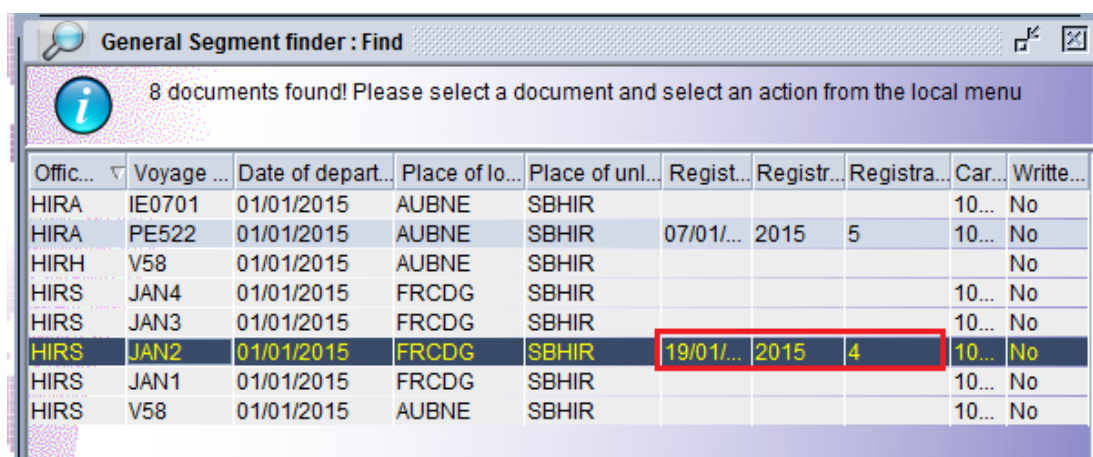 General Segment finder : Find
8 documents found! Please select a document and select an action from the local menu
Offic... Voyage ... Date of depart... Place of lo... Place of unl... Regist... Registr... Registra... Car... Writte...
HIRA IE0701 01/01/2015 AUBNE SBHIR 10... No
HIRA PE522 01/01/2015 AUBNE SBHIR 07/01/... 2015 5 10... No
HIRH V58 01/01/2015 AUBNE SBHIR No
HIRS JAN4 01/01/2015 FRCDG SBHIR 10... No
HIRS JAN3 01/01/2015 FRCDG SBHIR 10... No
HIRS JAN2 01/01/2015 FRCDG SBHIR 19/01/... 2015 4 10... No
HIRS JAN1 01/01/2015 FRCDG SBHIR 10... No
HIRS V58 01/01/2015 AUBNE SBHIR 10... No